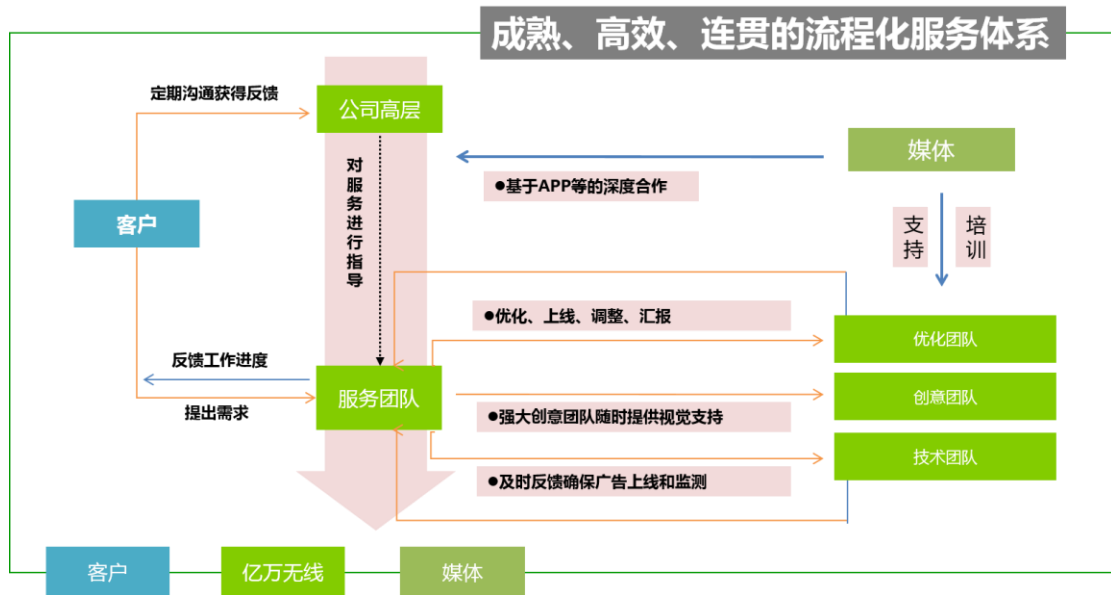 成熟、高效、连贯的流程化服务体系
定期沟通获得反馈
公司高层
媒体
●基于APP等的深度合作
对服务进行指导
客户
支持
培训
●优化、上线、调整、汇报
优化团队
反馈工作进度
服务团队
创意团队
提出需求
●强大创意团队随时提供视觉支持
技术团队
●及时反馈确保广告上线和监测
客户
亿万无线
媒体